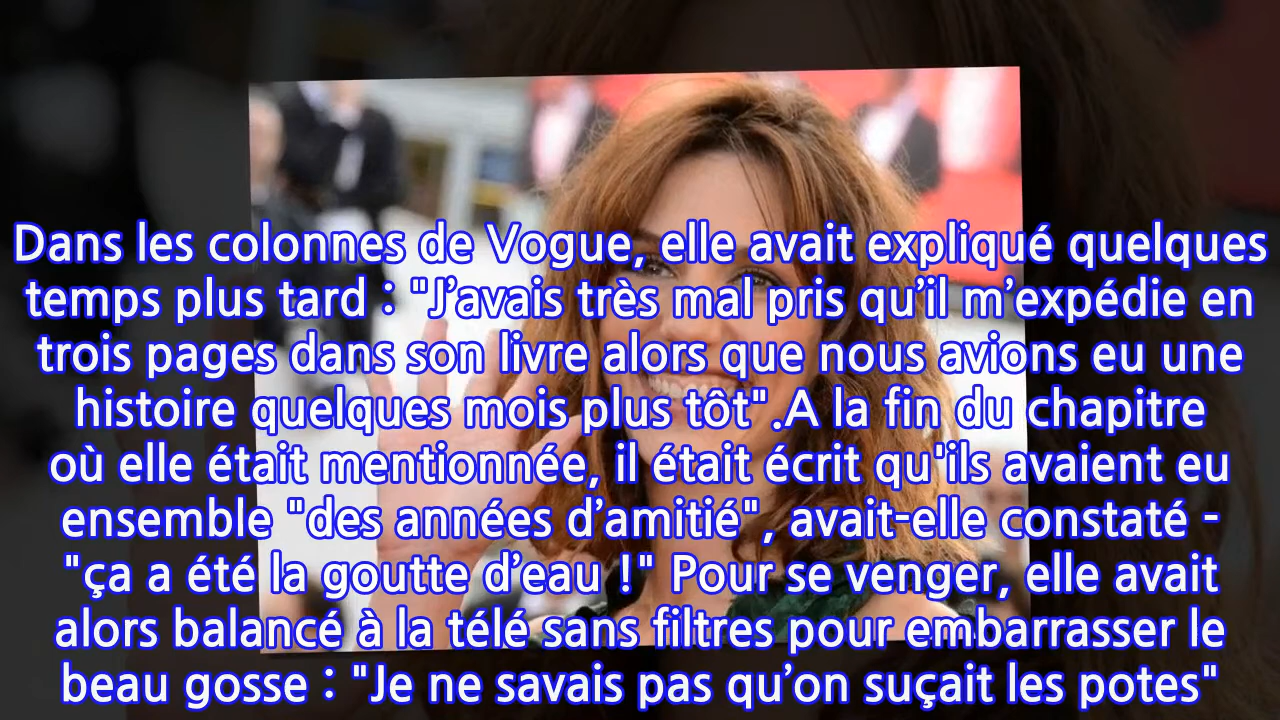 Dans les colonnes de Vogue, elle avait expliqué quelques
temps plus tard : "J’avais très mal pris qu’il m’expédie en
trois pages dans son livre alors que nous avions eu une
histoire quelques mois plus tôt".A la fin du chapitre
où elle était mentionnée, il était écrit qu'ils avaient eu
ensemble "des années d’amitié", avait-elle constaté -
"ça a été la goutte d’eau !" Pour se venger, elle avait
alors balancé à la télé sans filtres pour embarrasser le
beau gosse : "Je ne savais pas qu’on suçait les potes"